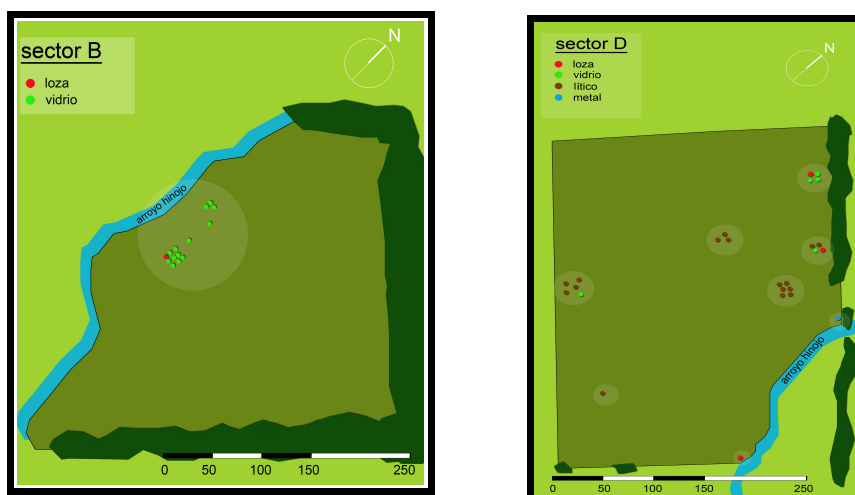 N
sector B
loza
vidrio
arroyo hinojo
0 50 100 150 250
N
sector D
loza
vidrio
lítico
metal
arroyo hinojo
0 50 100 150 250